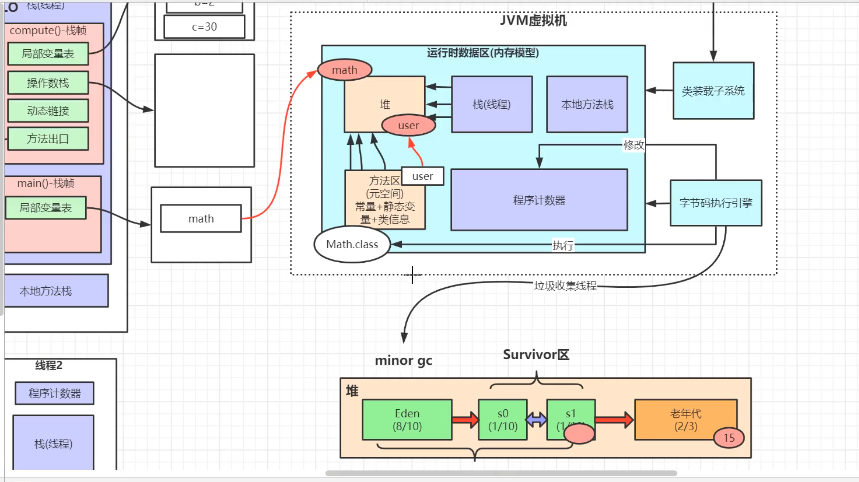 LO
栈(线程)
compute()-栈帧
局部变量表
操作数栈
动态链接
方法出口
main()-栈帧
局部变量表
本地方法栈
b=2
c=30
math
线程2
程序计数器
栈(线程)
JVM虚拟机
运行时数据区(内存模型)
math
堆
user
栈(线程)
本地方法栈
类装载子系统
修改
方法区
(元空间)
常量+静态变
量+类信息
user
程序计数器
字节码执行引擎
Math.class
执行
垃圾收集线程
minor gc
Survivor区
堆
Eden
(8/10)
s0
(1/10)
s1
老年代
(2/3)
15